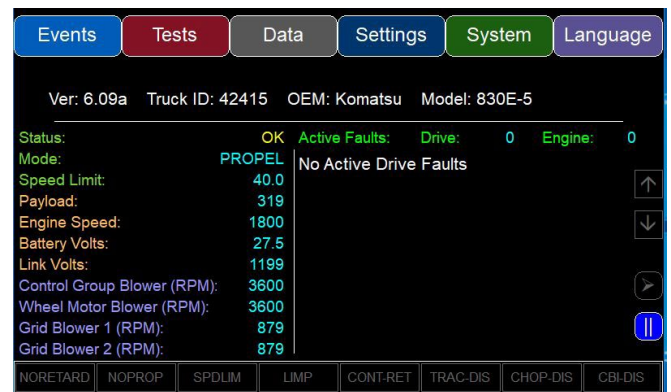 Events Tests Data Settings System Language
Ver: 6.09a Truck ID: 42415 OEM: Komatsu Model: 830E-5
Status: OK Active Faults: Drive: 0 Engine: 0
Mode: PROPEL No Active Drive Faults
Speed Limit: 40.0
Payload: 319
Engine Speed: 1800
Battery Volts: 27.5
Link Volts: 1199
Control Group Blower (RPM): 3600
Wheel Motor Blower (RPM): 3600
Grid Blower 1 (RPM): 879
Grid Blower 2 (RPM): 879
NORETARD NOPROP SPDLIM LIMP CONT-RET TRAC-DIS CHOP-DIS CBI-DIS